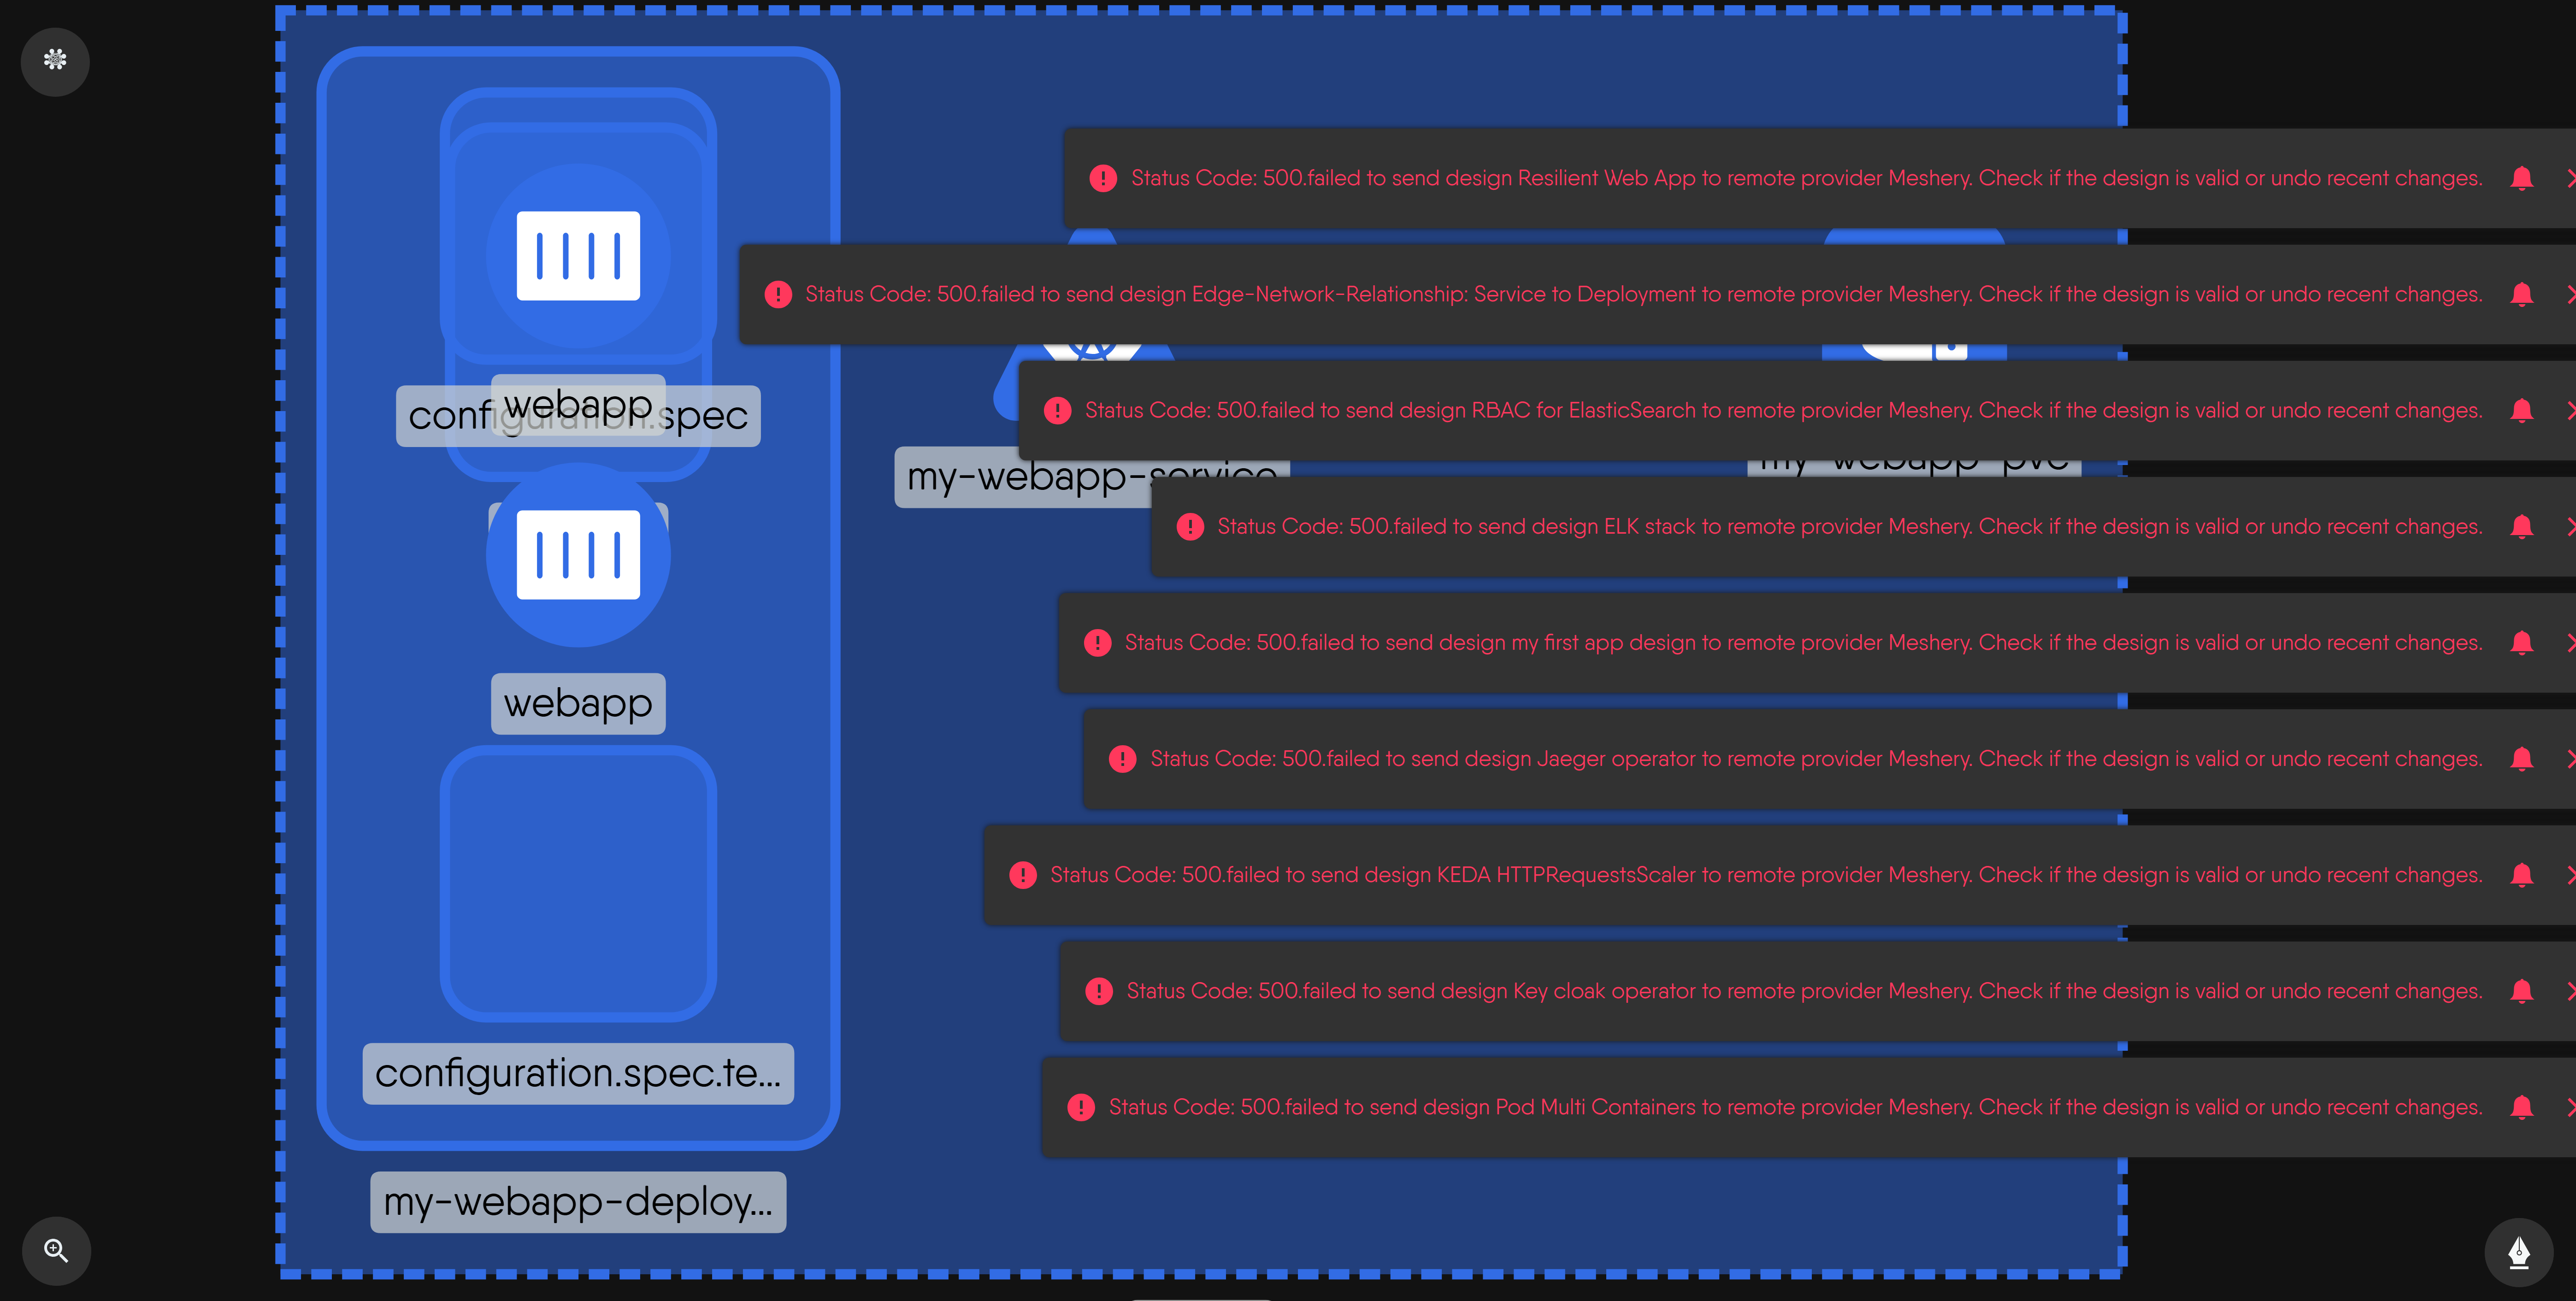 Status Code: 500.failed to send design Resilient Web App to remote provider Meshery. Check if the design is valid or undo recent changes.
Status Code: 500.failed to send design Edge-Network-Relationship: Service to Deployment to remote provider Meshery. Check if the design is valid or undo recent changes.
webapp
configuration.spec
Status Code: 500.failed to send design RBAC for ElasticSearch to remote provider Meshery. Check if the design is valid or undo recent changes.
my-webapp-service
my-webapp-pvc
Status Code: 500.failed to send design ELK stack to remote provider Meshery. Check if the design is valid or undo recent changes.
Status Code: 500.failed to send design my first app design to remote provider Meshery. Check if the design is valid or undo recent changes.
webapp
Status Code: 500.failed to send design Jaeger operator to remote provider Meshery. Check if the design is valid or undo recent changes.
Status Code: 500.failed to send design KEDA HTTPRequestsScaler to remote provider Meshery. Check if the design is valid or undo recent changes.
Status Code: 500.failed to send design Key cloak operator to remote provider Meshery. Check if the design is valid or undo recent changes.
configuration.spec.te...
Status Code: 500.failed to send design Pod Multi Containers to remote provider Meshery. Check if the design is valid or undo recent changes.
my-webapp-deploy...